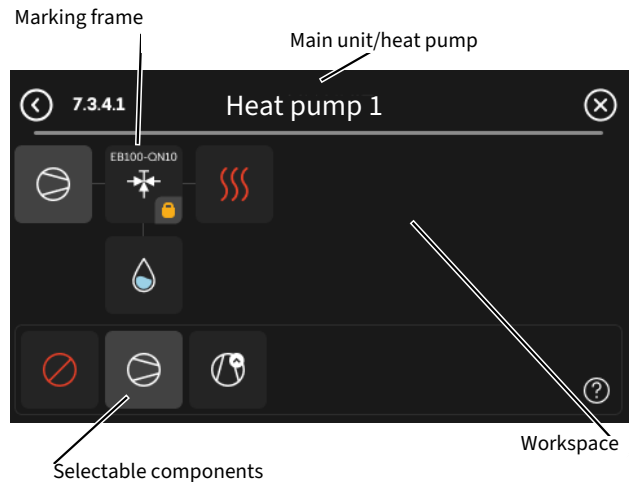 Marking frame
Main unit/heat pump
7.3.4.1
Heat pump 1
EB100-QN10
Workspace
Selectable components